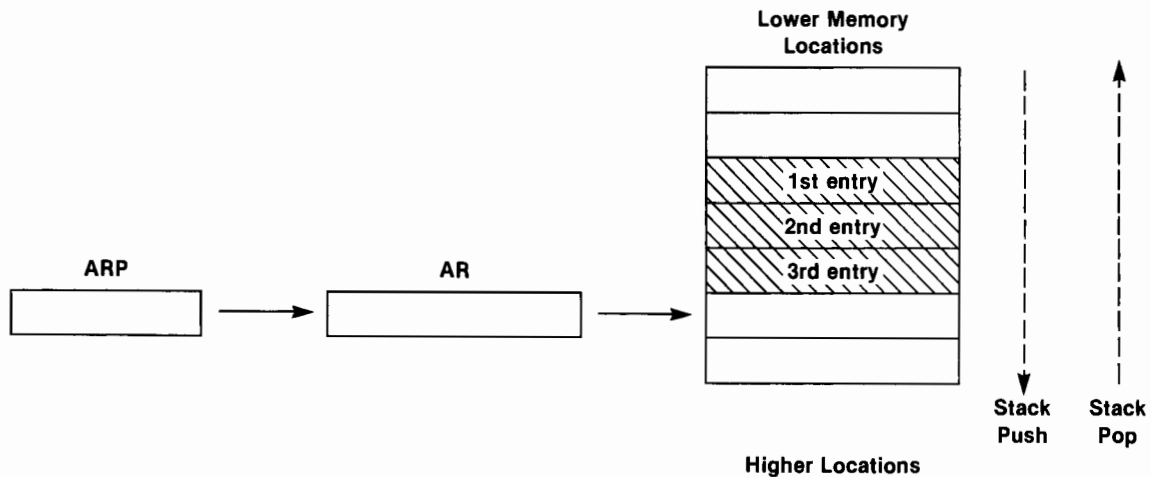 Lower Memory
Locations
1st entry
2nd entry
3rd entry
ARP
AR
Stack
Push
Stack
Pop
Higher Locations